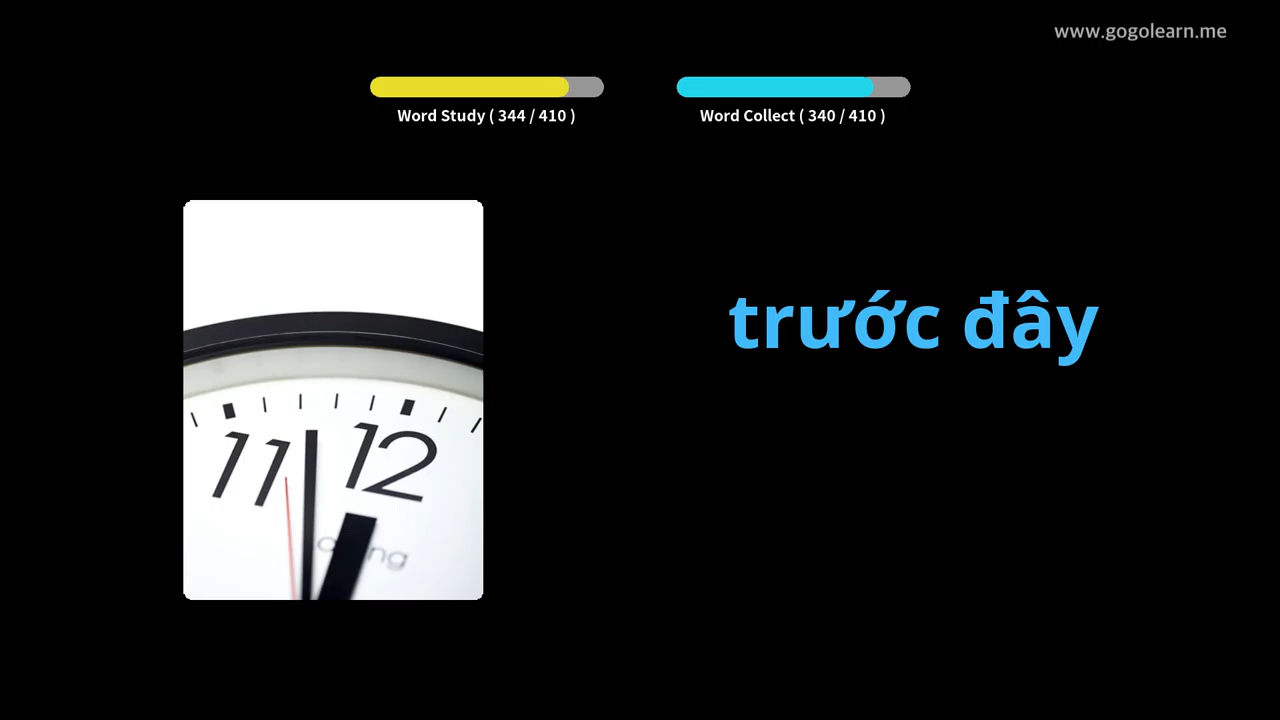 www.gogolearn.me
Word Study ( 344 / 410 )
Word Collect ( 340 / 410 )
trước đây
11 12